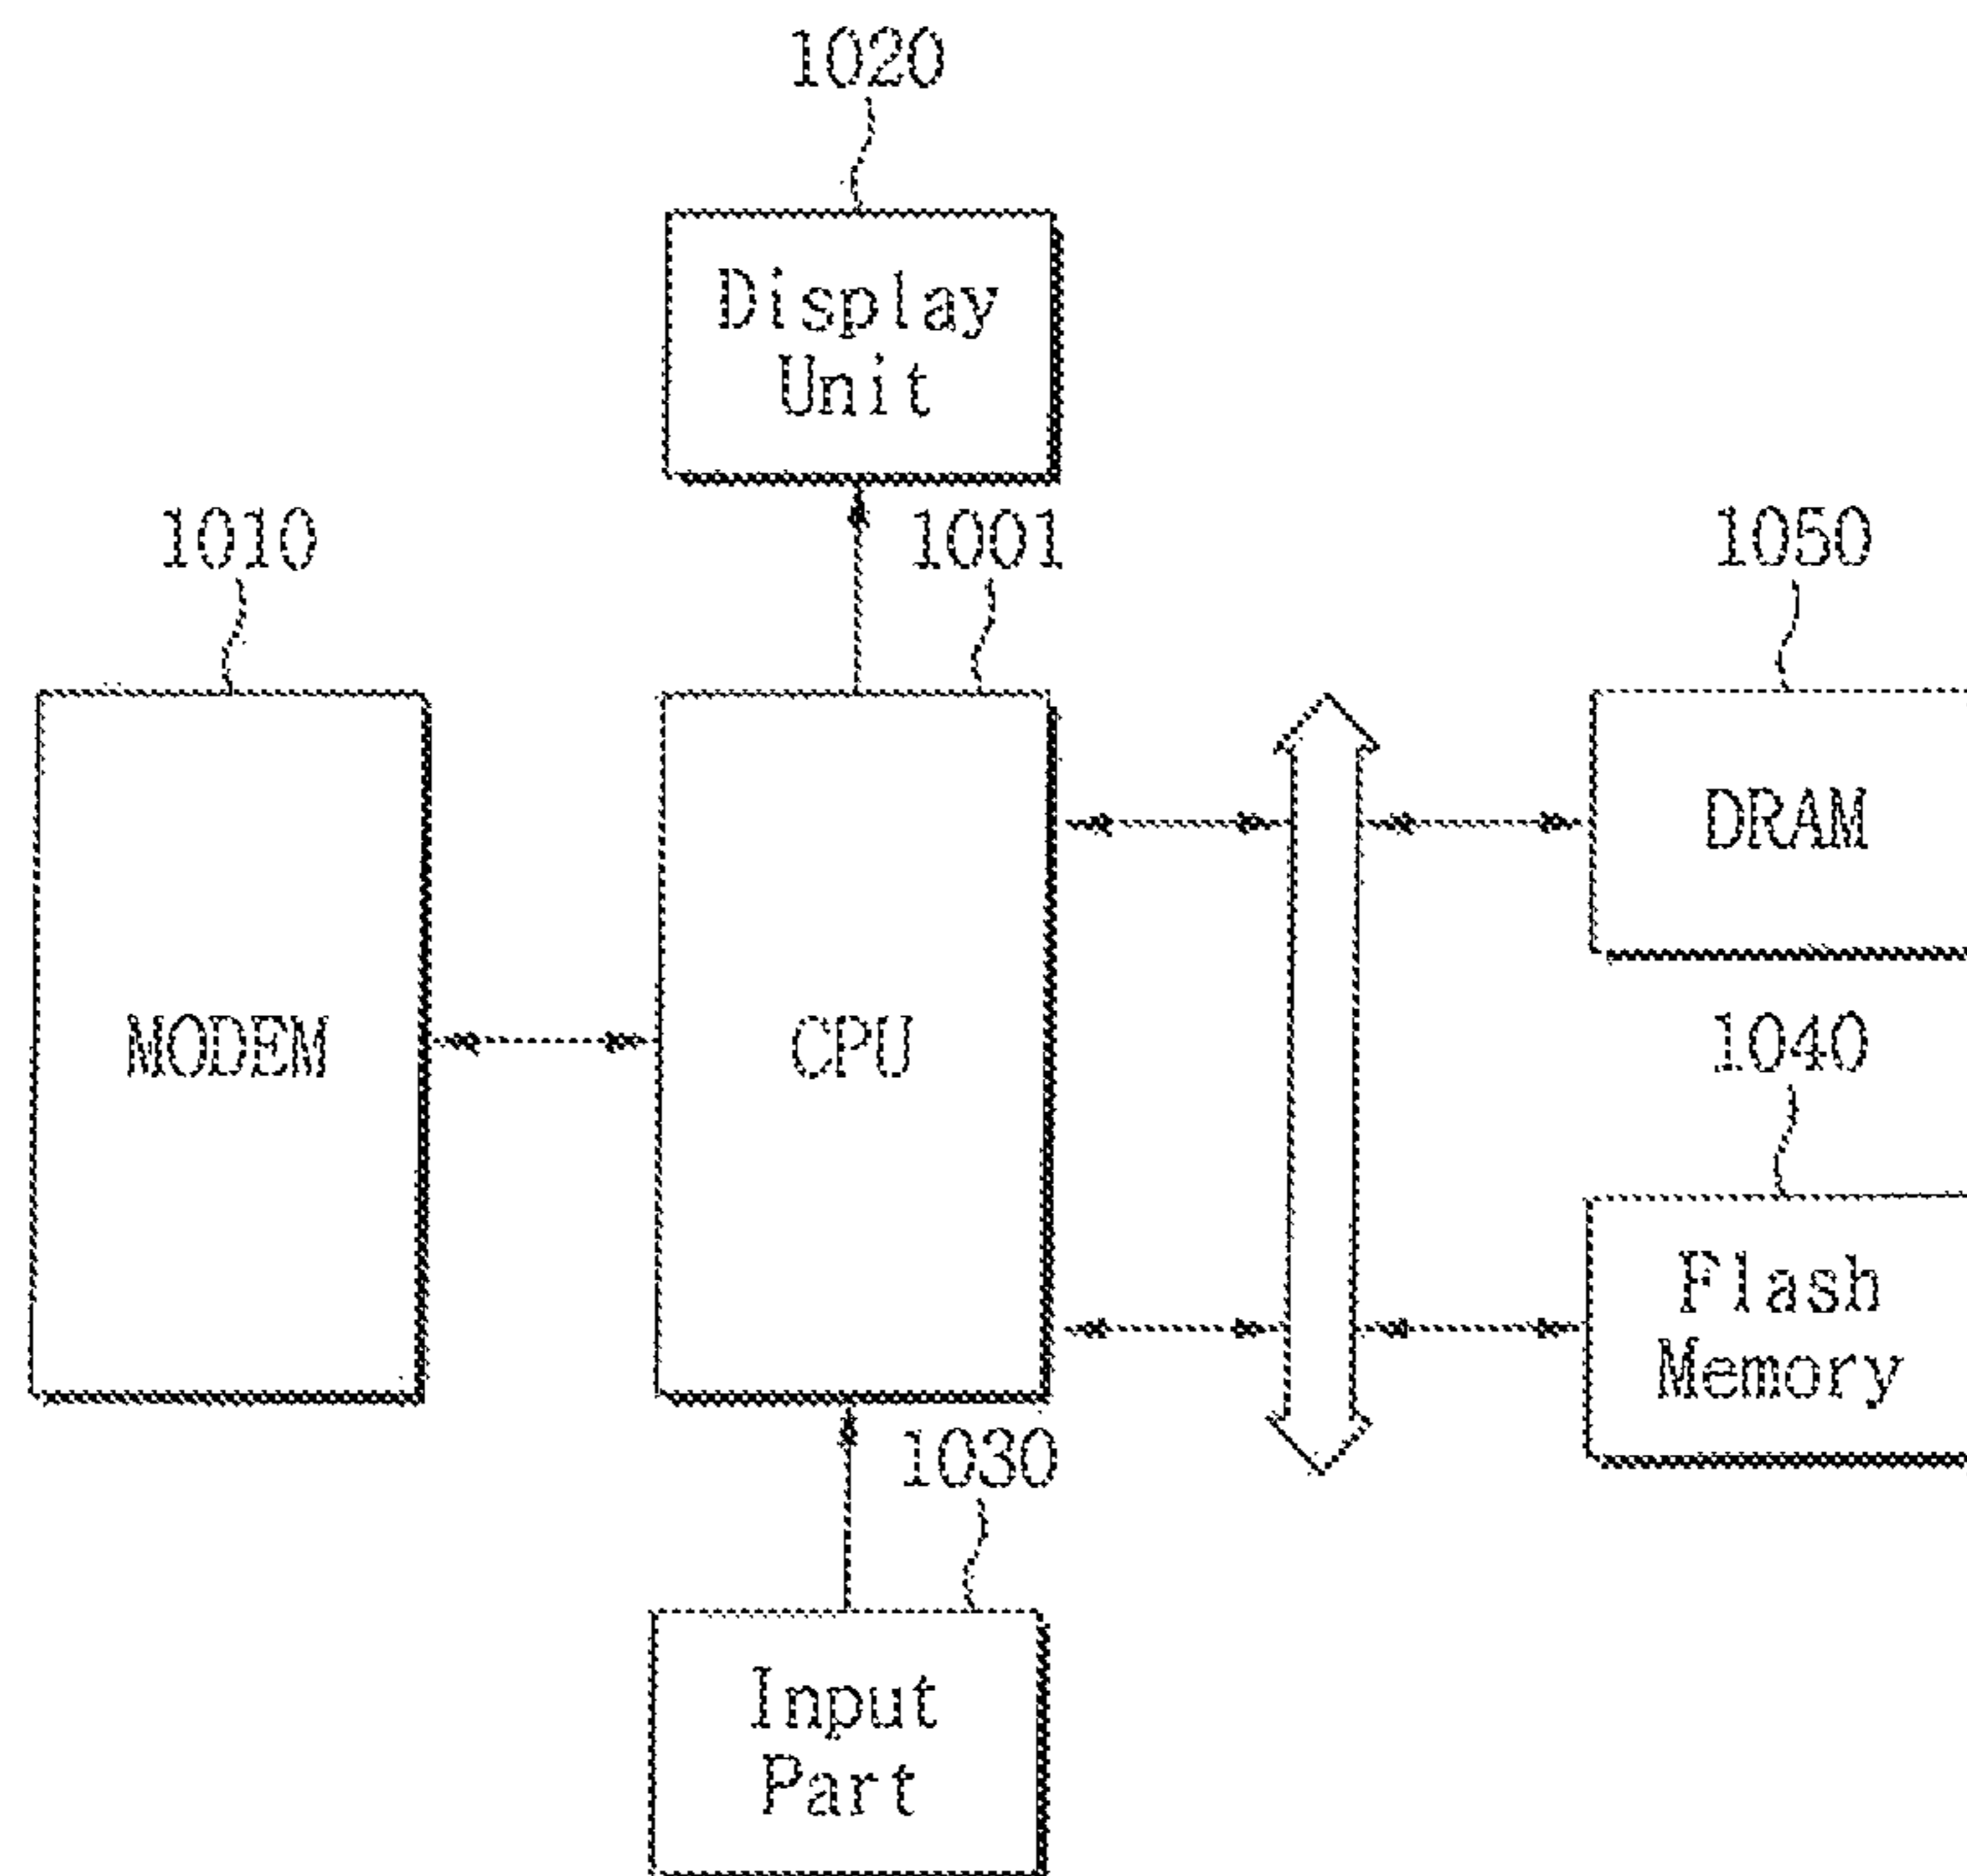 1020
Display
Unit
1010
1001
1050
MODEM
CPU
DRAM
1040
Flash
Memory
1030
Input
Part